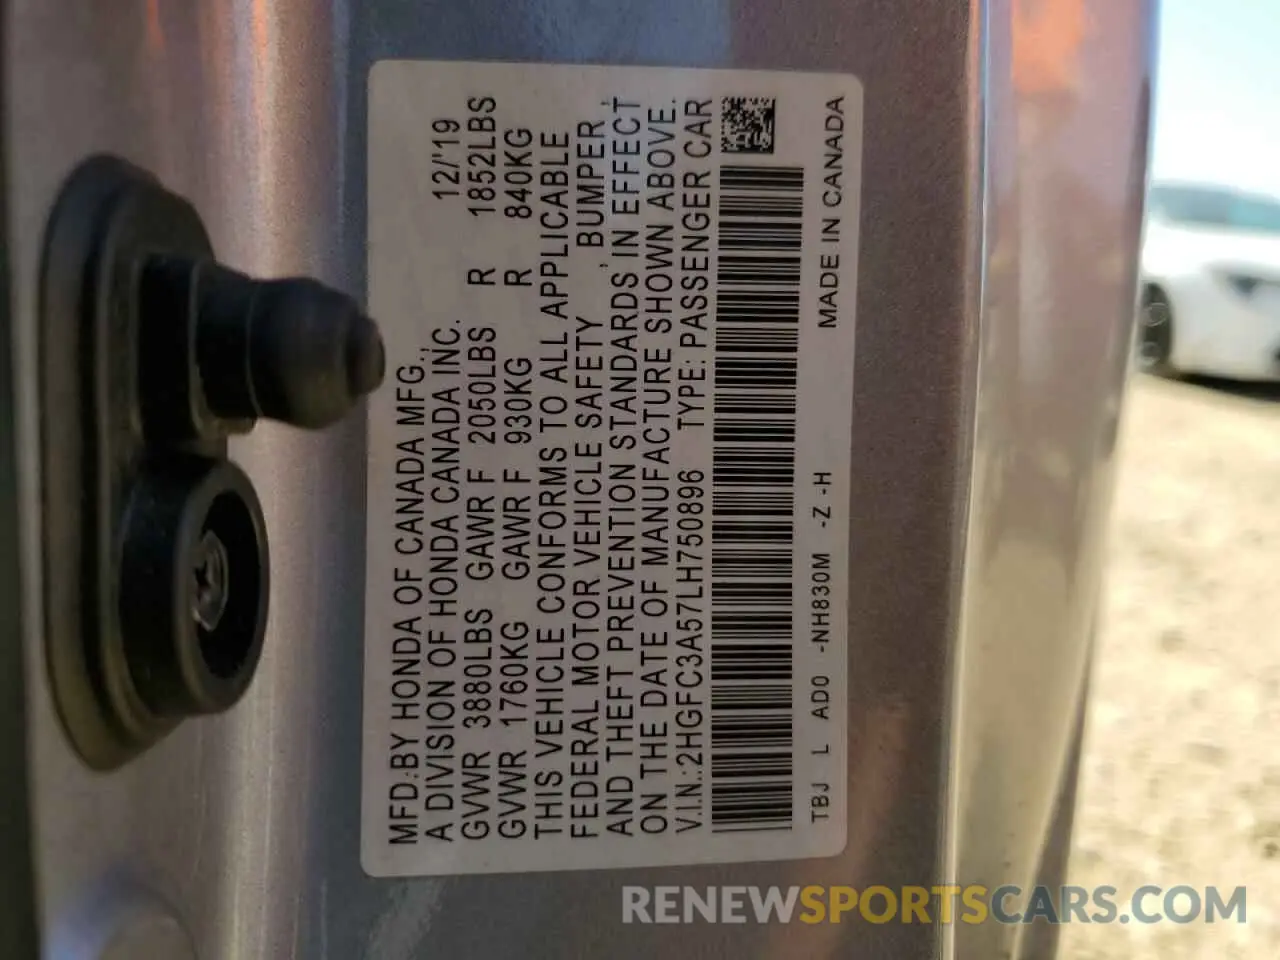 MFD.BY HONDA OF CANADA MFG.,
A DIVISION OF HONDA CANADA INC. 12/'19
GVWR 3880LBS GAWR F 2050LBS R 1852LBS
GVWR 1760KG GAWR F 930KG R 840KG
THIS VEHICLE CONFORMS TO ALL APPLICABLE
FEDERAL MOTOR VEHICLE SAFETY , BUMPER ,
AND THEFT PREVENTION STANDARDS IN EFFECT
ON THE DATE OF MANUFACTURE SHOWN ABOVE.
V.I.N.:2HGFC3A57LH750896 TYPE: PASSENGER CAR
TBJ L AD0 -NH830M -Z -H MADE IN CANADA
RENEWSPORTSCARS.COM